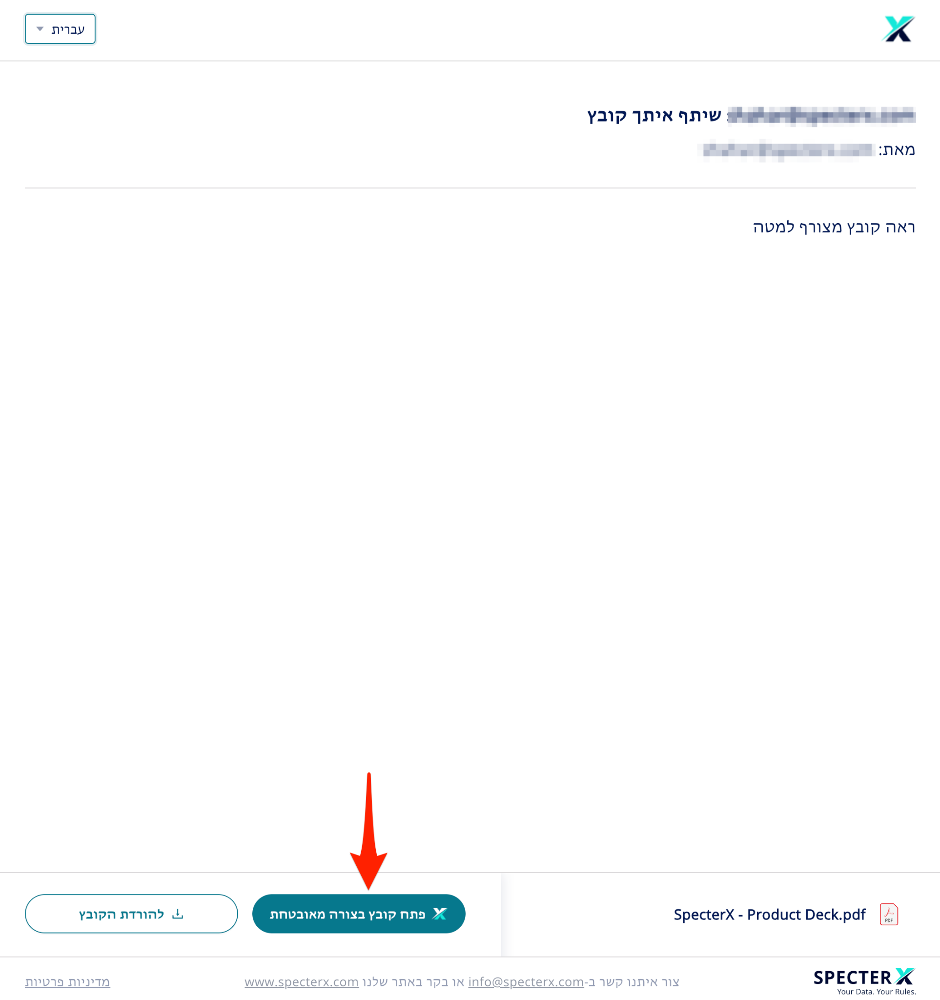 עברית
שיתף איתך קובץ
מאת:
ראה קובץ מצורף למטה
PDF
SpecterX - Product Deck.pdf
פתח קובץ בצורה מאובטחת
להורדת הקובץ
SPECTERX
Your Data. Your Rules.
צור איתנו קשר ב-info@specterx.com או בקר באתר שלנו www.specterx.com
מדיניות פרטיות